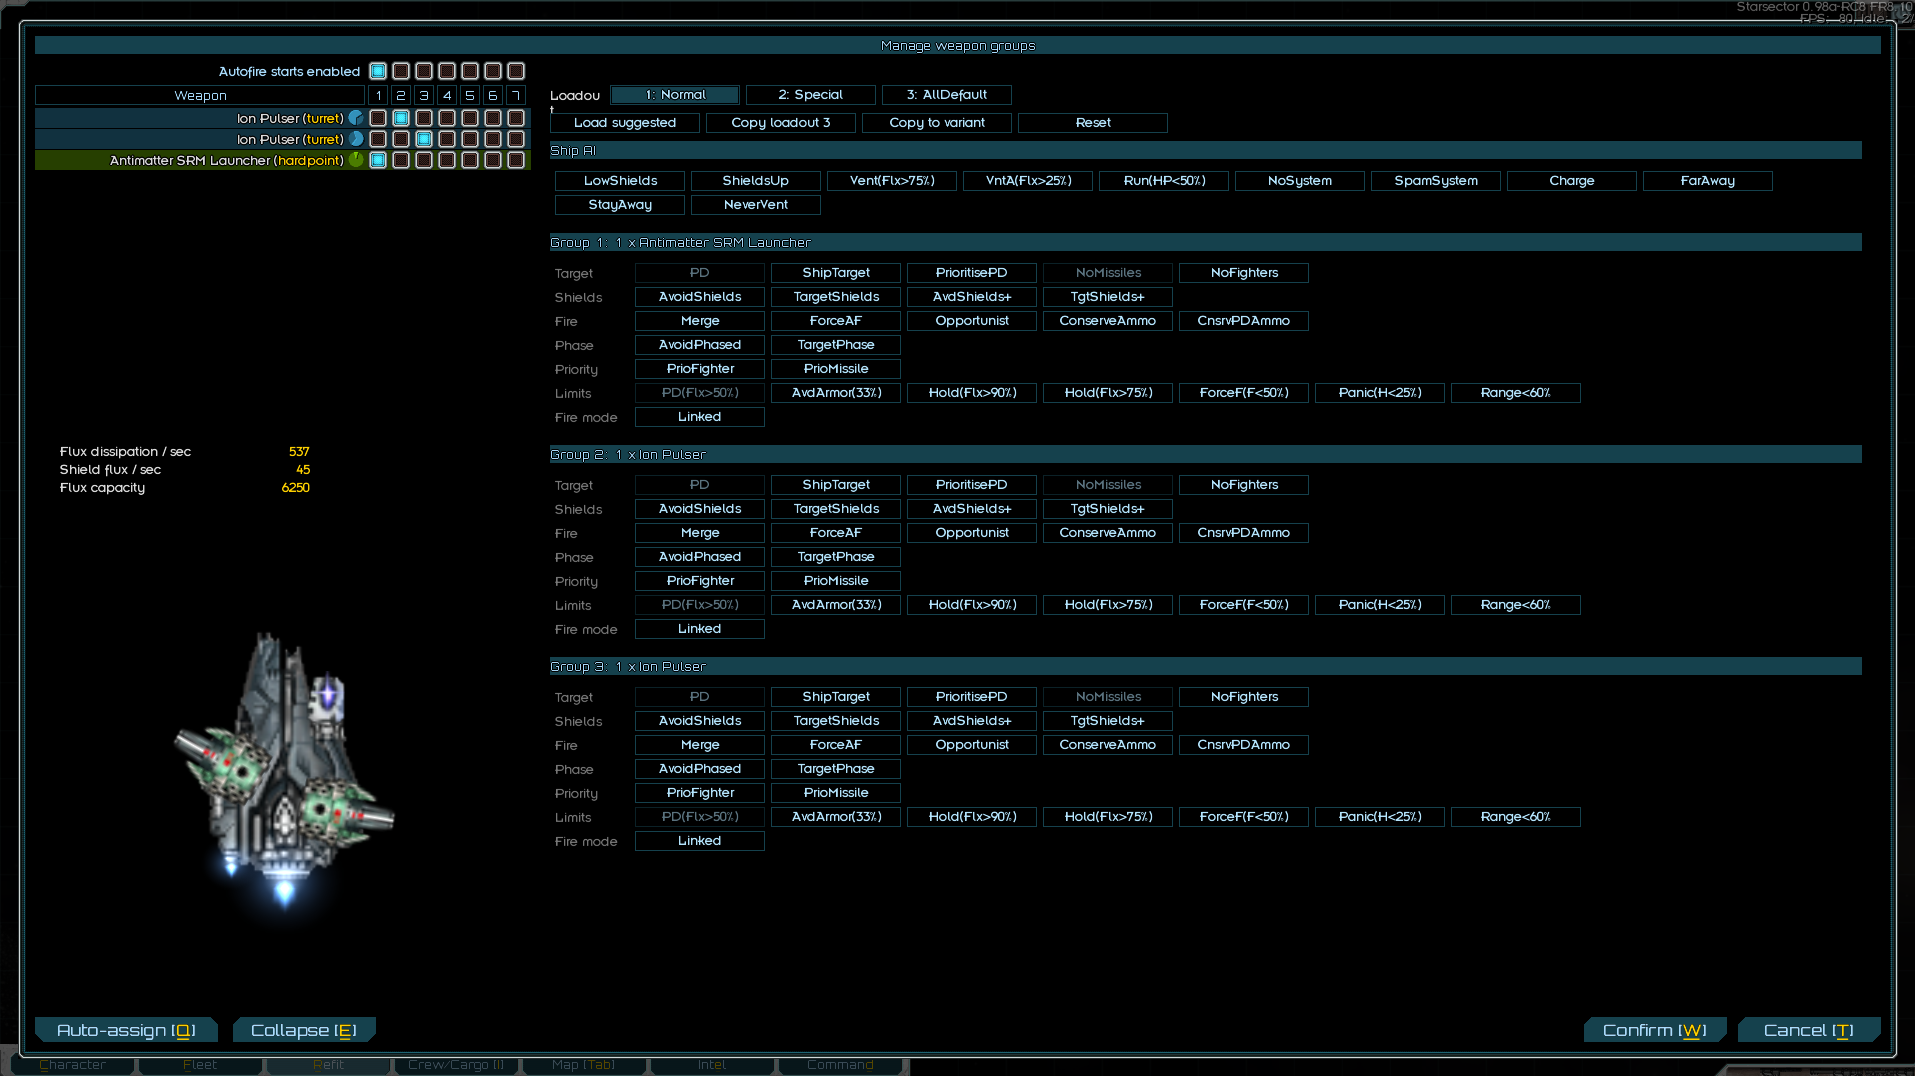 Starsector 0.98a-RC8 FR8.10
Manage weapon groups
Autofire starts enabled
Weapon 1 2 3 4 5 6 7
Ion Pulser (turret)
Ion Pulser (turret)
Antimatter SRM Launcher (hardpoint)
Flux dissipation / sec 537
Shield flux / sec 45
Flux capacity 6250
Loadou
t
1: Normal 2: Special 3: AllDefault
Load suggested Copy loadout 3 Copy to variant Reset
Ship AI
LowShields ShieldsUp Vent(Flx>75%) VntA(Flx>25%) Run(HP<50%) NoSystem SpamSystem Charge FarAway
StayAway NeverVent
Group 1: 1 x Antimatter SRM Launcher
Target PD ShipTarget PrioritisePD NoMissiles NoFighters
Shields AvoidShields TargetShields AvdShields+ TgtShields+
Fire Merge ForceAF Opportunist ConserveAmmo CnsrvPDAmmo
Phase AvoidPhased TargetPhase
Priority PrioFighter PrioMissile
Limits PD(Flx>50%) AvdArmor(33%) Hold(Flx>90%) Hold(Flx>75%) ForceF(F<50%) Panic(H<25%) Range<60%
Fire mode Linked
Group 2: 1 x Ion Pulser
Target PD ShipTarget PrioritisePD NoMissiles NoFighters
Shields AvoidShields TargetShields AvdShields+ TgtShields+
Fire Merge ForceAF Opportunist ConserveAmmo CnsrvPDAmmo
Phase AvoidPhased TargetPhase
Priority PrioFighter PrioMissile
Limits PD(Flx>50%) AvdArmor(33%) Hold(Flx>90%) Hold(Flx>75%) ForceF(F<50%) Panic(H<25%) Range<60%
Fire mode Linked
Group 3: 1 x Ion Pulser
Target PD ShipTarget PrioritisePD NoMissiles NoFighters
Shields AvoidShields TargetShields AvdShields+ TgtShields+
Fire Merge ForceAF Opportunist ConserveAmmo CnsrvPDAmmo
Phase AvoidPhased TargetPhase
Priority PrioFighter PrioMissile
Limits PD(Flx>50%) AvdArmor(33%) Hold(Flx>90%) Hold(Flx>75%) ForceF(F<50%) Panic(H<25%) Range<60%
Fire mode Linked
Auto-assign [Q] Collapse [E] Confirm [W] Cancel [T]
Character Fleet Refit Crew/Cargo [I] Map [Tab] Intel Command